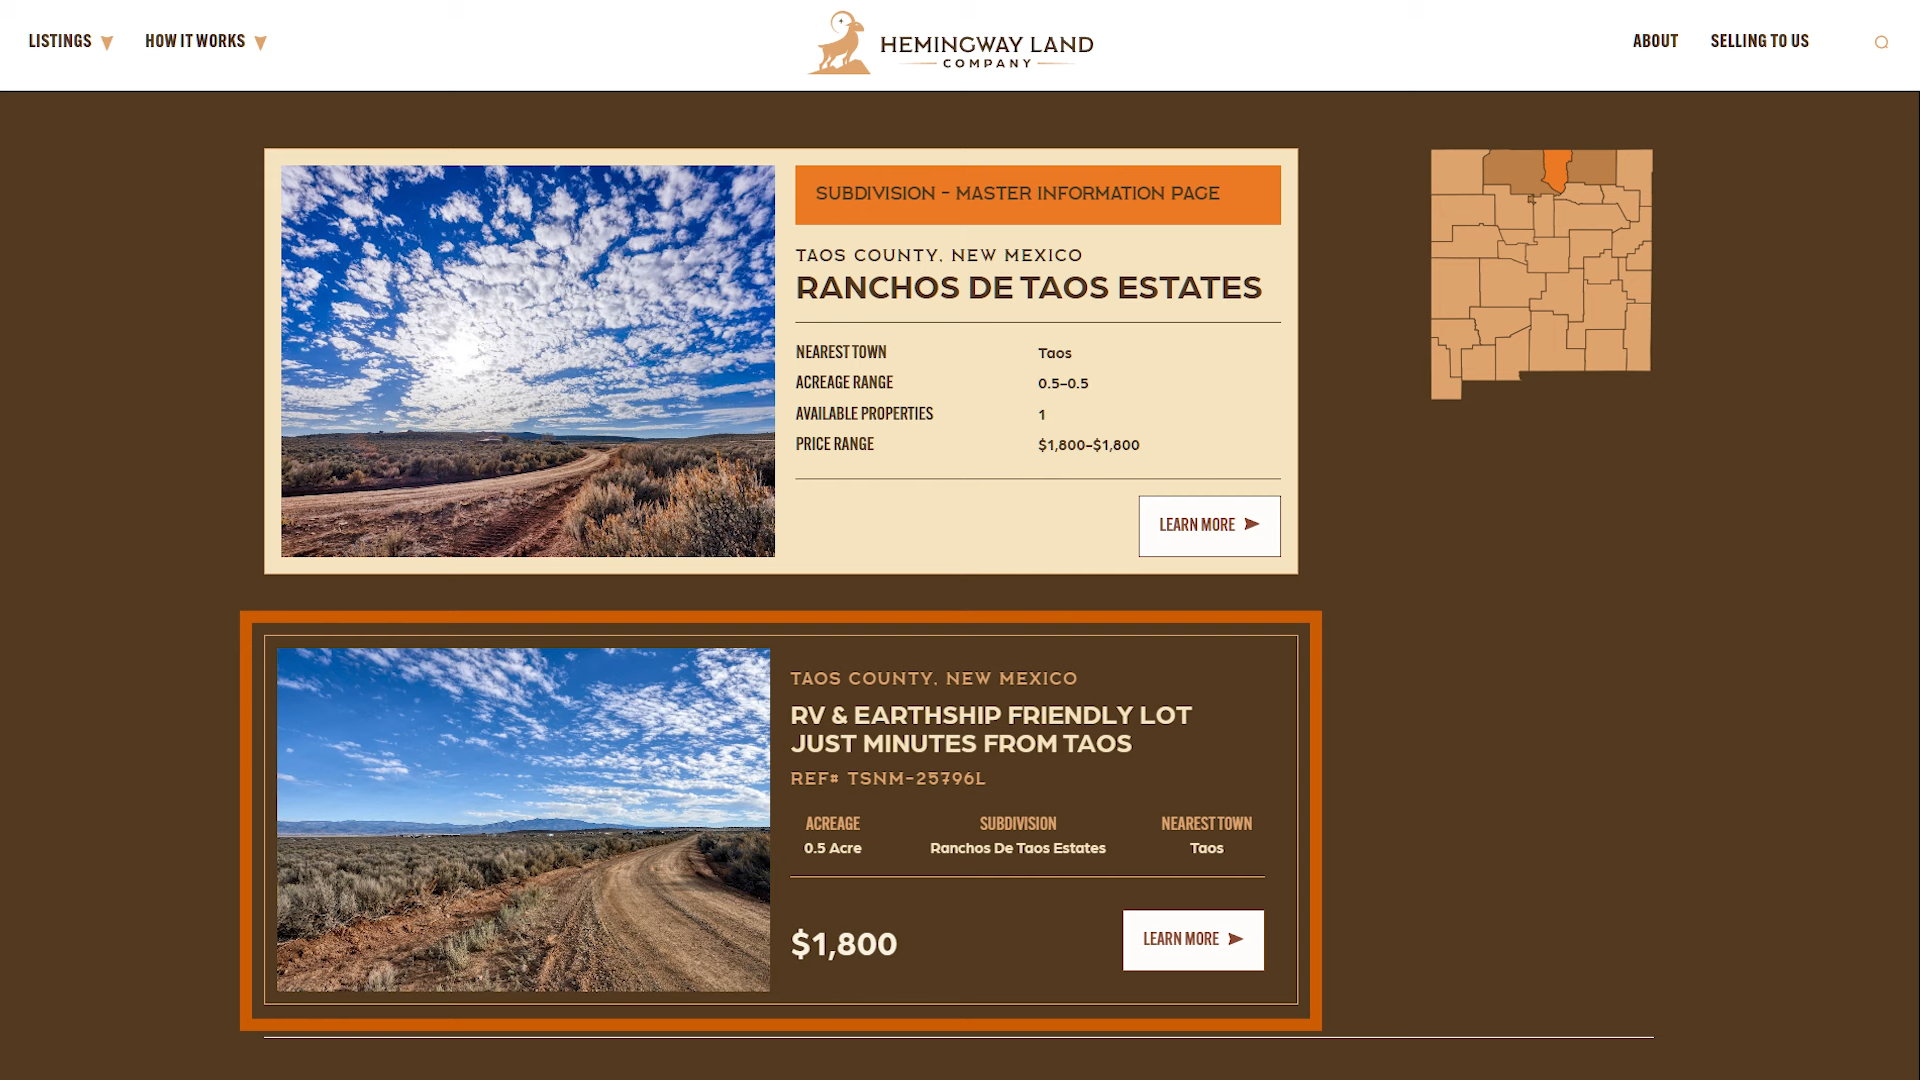 LISTINGS
HOW IT WORKS
HEMINGWAY LAND
COMPANY
ABOUT
SELLING TO US
SUBDIVISION - MASTER INFORMATION PAGE
TAOS COUNTY, NEW MEXICO
RANCHOS DE TAOS ESTATES
NEAREST TOWN Taos
ACREAGE RANGE 0.5–0.5
AVAILABLE PROPERTIES 1
PRICE RANGE $1,800–$1,800
LEARN MORE
TAOS COUNTY, NEW MEXICO
RV & EARTHSHIP FRIENDLY LOT
JUST MINUTES FROM TAOS
REF# TSNM-25796L
ACREAGE SUBDIVISION NEAREST TOWN
0.5 Acre Ranchos De Taos Estates Taos
$1,800
LEARN MORE